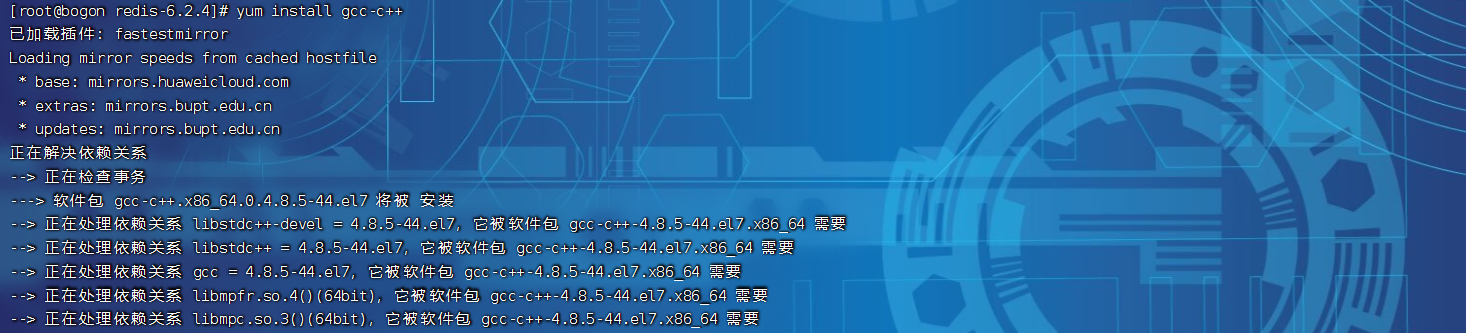 [root@bogon redis-6.2.4]# yum install gcc-c++
已加载插件: fastestmirror
Loading mirror speeds from cached hostfile
 * base: mirrors.huaweicloud.com
 * extras: mirrors.bupt.edu.cn
 * updates: mirrors.bupt.edu.cn
正在解决依赖关系
--> 正在检查事务
---> 软件包 gcc-c++.x86_64.0.4.8.5-44.el7 将被 安装
--> 正在处理依赖关系 libstdc++-devel = 4.8.5-44.el7, 它被软件包 gcc-c++-4.8.5-44.el7.x86_64 需要
--> 正在处理依赖关系 libstdc++ = 4.8.5-44.el7, 它被软件包 gcc-c++-4.8.5-44.el7.x86_64 需要
--> 正在处理依赖关系 gcc = 4.8.5-44.el7, 它被软件包 gcc-c++-4.8.5-44.el7.x86_64 需要
--> 正在处理依赖关系 libmpfr.so.4()(64bit), 它被软件包 gcc-c++-4.8.5-44.el7.x86_64 需要
--> 正在处理依赖关系 libmpc.so.3()(64bit), 它被软件包 gcc-c++-4.8.5-44.el7.x86_64 需要